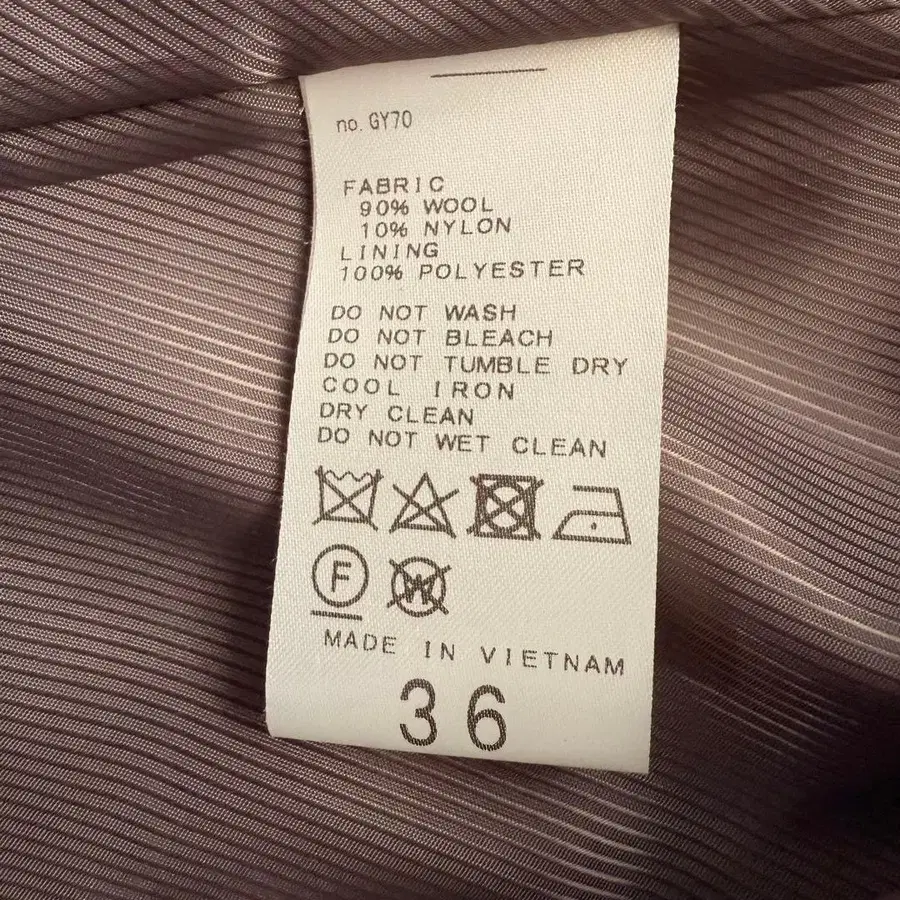 no. GY70
FABRIC
90% WOOL
10% NYLON
LINING
100% POLYESTER
DO NOT WASH
DO NOT BLEACH
DO NOT TUMBLE DRY
COOL IRON
DRY CLEAN
DO NOT WET CLEAN
F W
MADE IN VIETNAM
36